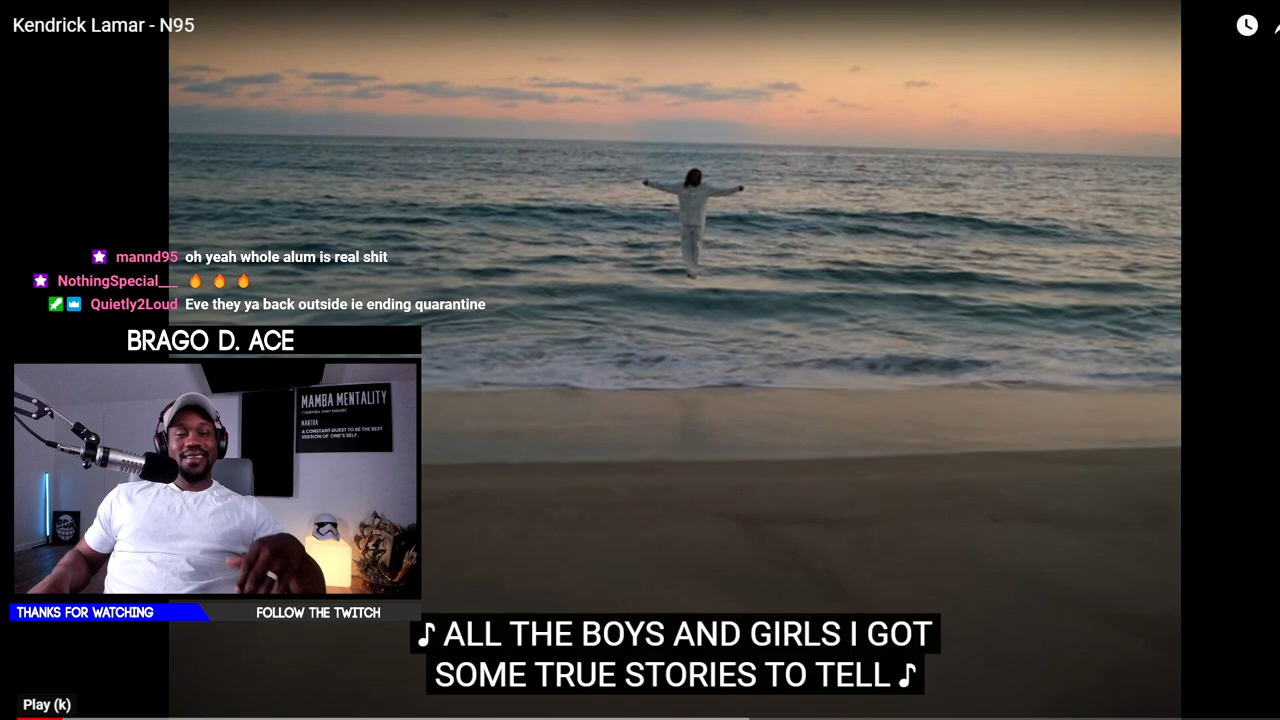 Kendrick Lamar - N95
mannd95 oh yeah whole alum is real shit
NothingSpecial___ 🔥 🔥 🔥
Quietly2Loud Eve they ya back outside ie ending quarantine
BRAGO D. ACE
MAMBA MENTALITY
MANTRA
A CONSTANT QUEST TO BE THE BEST
VERSION OF ONE'S SELF.
THANKS FOR WATCHING
FOLLOW THE TWITCH
♪ ALL THE BOYS AND GIRLS I GOT
SOME TRUE STORIES TO TELL ♪
Play (k)